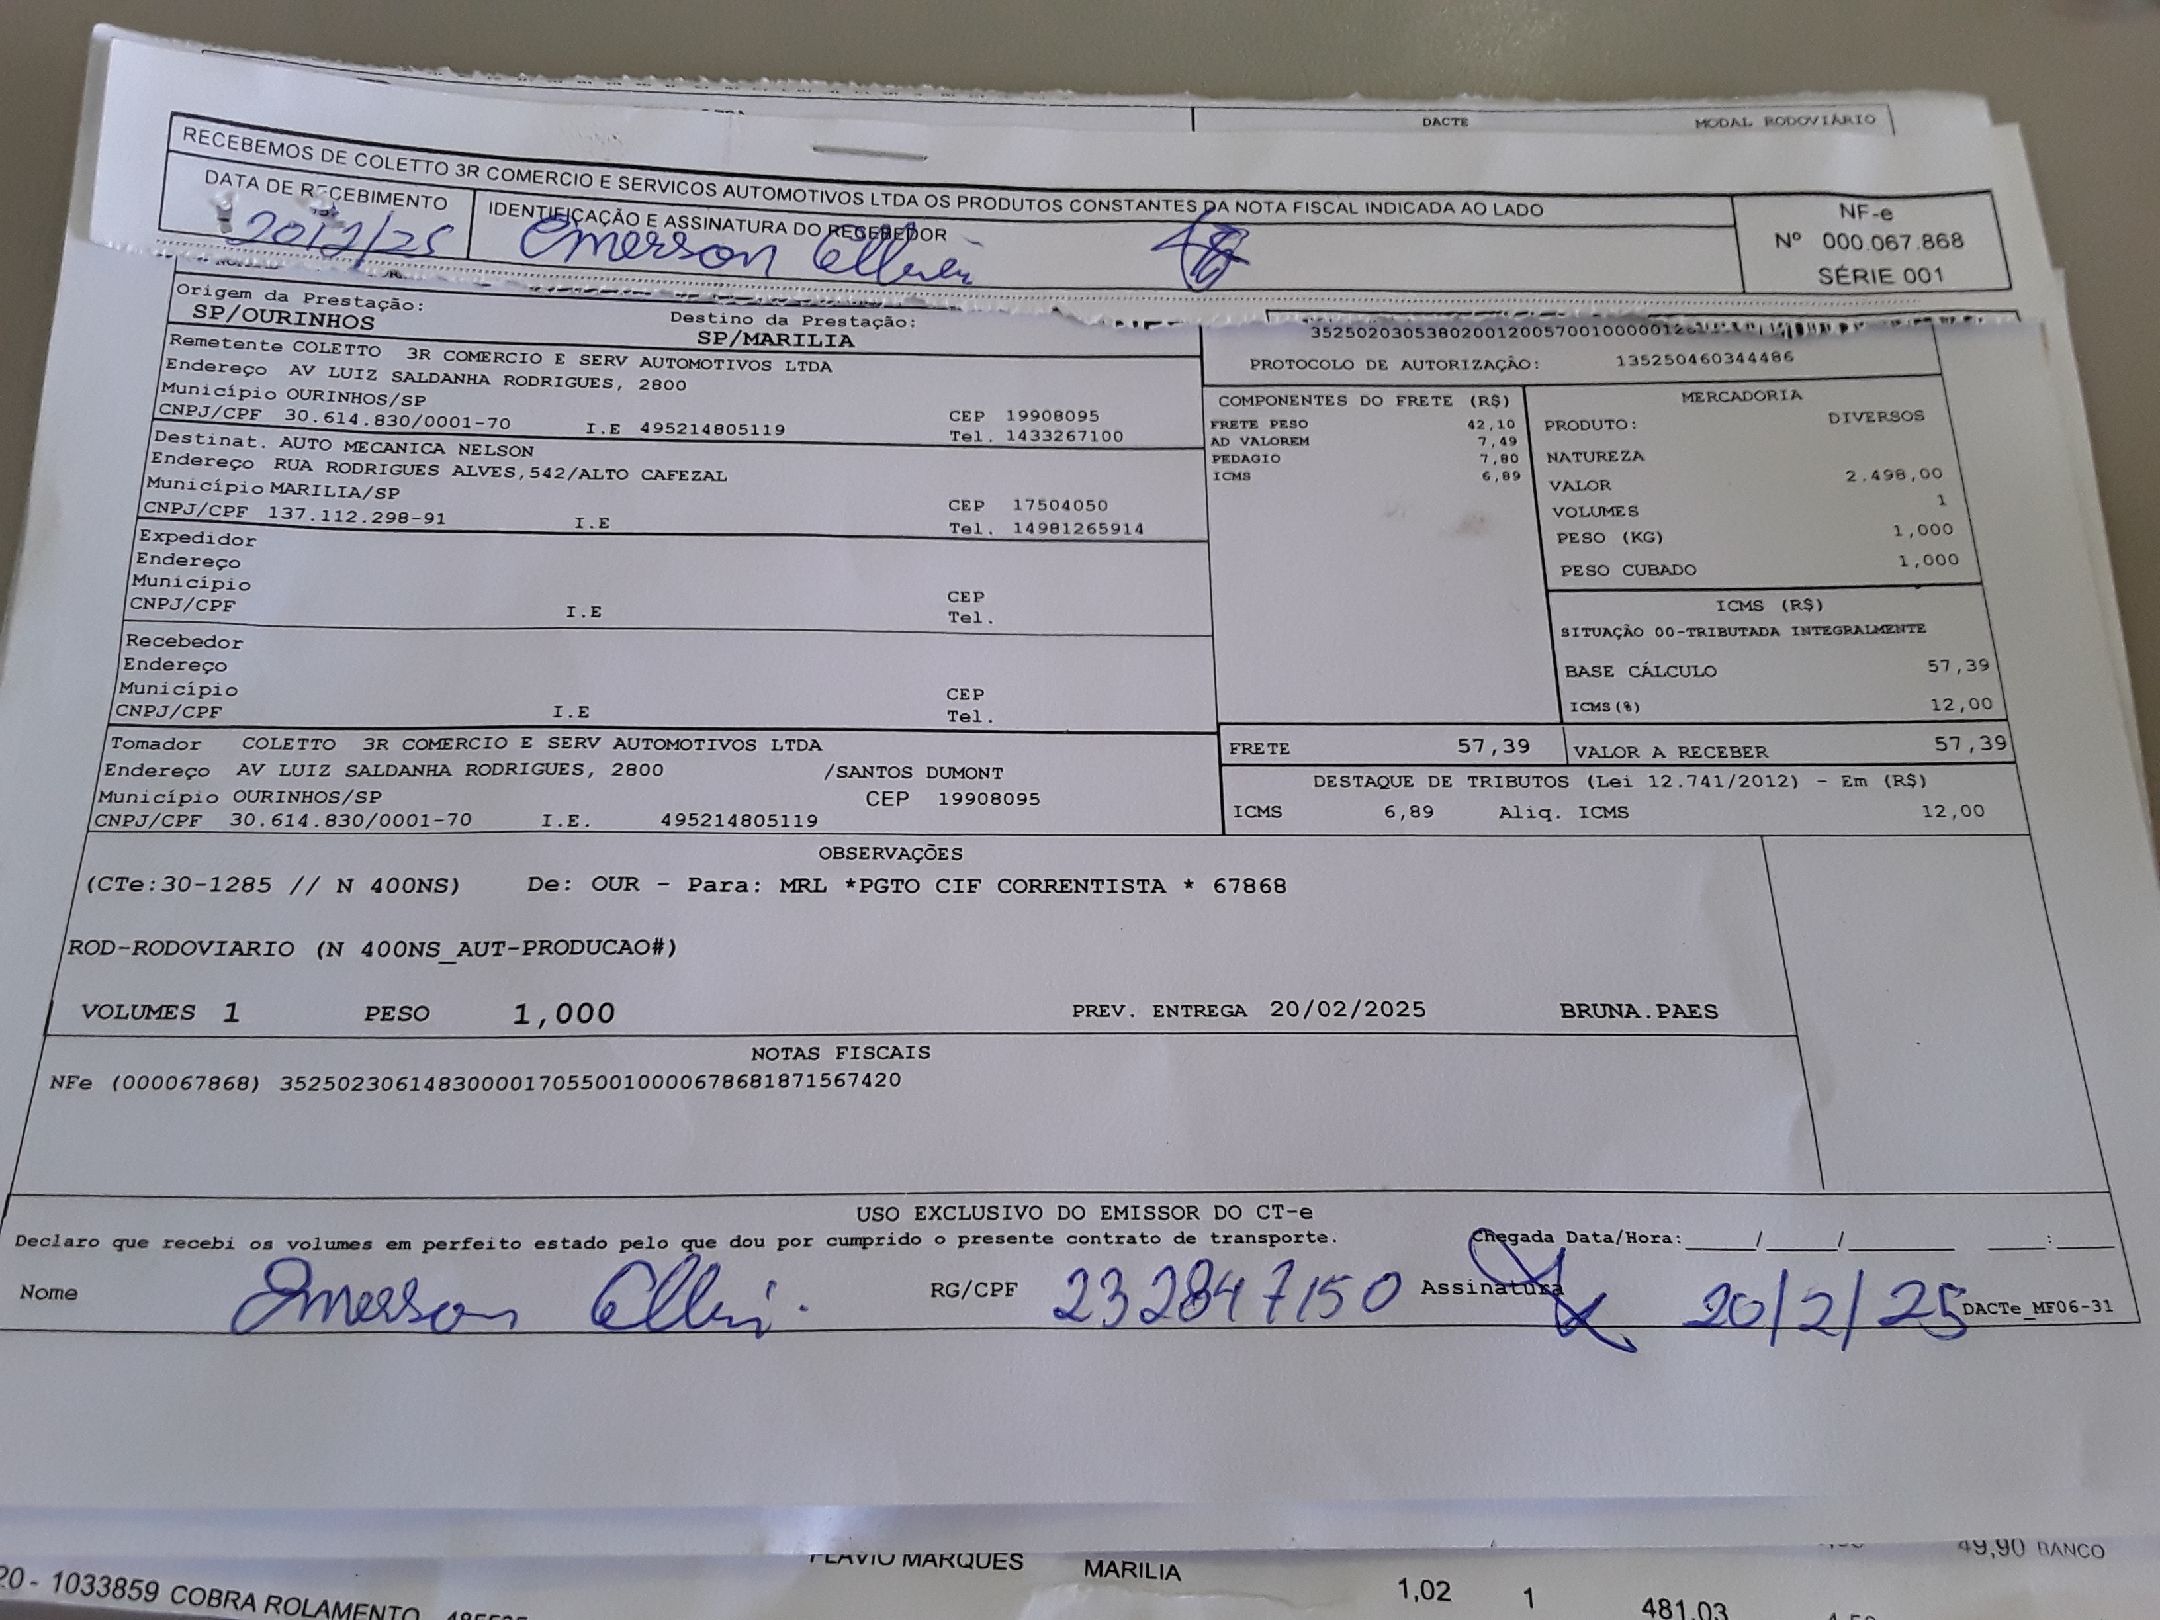 DACTE MODAL RODOVIÁRIO
RECEBEMOS DE COLETTO 3R COMERCIO E SERVICOS AUTOMOTIVOS LTDA OS PRODUTOS CONSTANTES DA NOTA FISCAL INDICADA AO LADO
NF-e
Nº 000.067.868
SÉRIE 001
DATA DE RECEBIMENTO
20/2/25
IDENTIFICAÇÃO E ASSINATURA DO RECEBEDOR
Emerson
Origem da Prestação:
SP/OURINHOS
Destino da Prestação:
SP/MARILIA
PROTOCOLO DE AUTORIZAÇÃO: 135250460344486
Remetente COLETTO 3R COMERCIO E SERV AUTOMOTIVOS LTDA
Endereço AV LUIZ SALDANHA RODRIGUES, 2800
Município OURINHOS/SP CEP 19908095
CNPJ/CPF 30.614.830/0001-70 I.E 495214805119 Tel. 1433267100
Destinat. AUTO MECANICA NELSON
Endereço RUA RODRIGUES ALVES,542/ALTO CAFEZAL
Município MARILIA/SP CEP 17504050
CNPJ/CPF 137.112.298-91 I.E Tel. 14981265914
Expedidor
Endereço
Município CEP
CNPJ/CPF I.E Tel.
Recebedor
Endereço
Município CEP
CNPJ/CPF I.E Tel.
Tomador COLETTO 3R COMERCIO E SERV AUTOMOTIVOS LTDA
Endereço AV LUIZ SALDANHA RODRIGUES, 2800 /SANTOS DUMONT
Município OURINHOS/SP CEP 19908095
CNPJ/CPF 30.614.830/0001-70 I.E. 495214805119
COMPONENTES DO FRETE (R$)
FRETE PESO 42,10
AD VALOREM 7,49
PEDAGIO 7,80
ICMS 6,89
MERCADORIA
PRODUTO: DIVERSOS
NATUREZA
VALOR 2.498,00
VOLUMES 1
PESO (KG) 1,000
PESO CUBADO 1,000
ICMS (R$)
SITUAÇÃO 00-TRIBUTADA INTEGRALMENTE
BASE CÁLCULO 57,39
ICMS(%) 12,00
FRETE 57,39 VALOR A RECEBER 57,39
DESTAQUE DE TRIBUTOS (Lei 12.741/2012) - Em (R$)
ICMS 6,89 Aliq. ICMS 12,00
OBSERVAÇÕES
(CTe:30-1285 // N 400NS) De: OUR - Para: MRL *PGTO CIF CORRENTISTA * 67868
ROD-RODOVIARIO (N 400NS_AUT-PRODUCAO#)
VOLUMES 1 PESO 1,000 PREV. ENTREGA 20/02/2025 BRUNA.PAES
NOTAS FISCAIS
NFe (000067868) 35250230614830000170550010000678681871567420
USO EXCLUSIVO DO EMISSOR DO CT-e
Declaro que recebi os volumes em perfeito estado pelo que dou por cumprido o presente contrato de transporte. Chegada Data/Hora:____/____/______ ___:___
Nome Emerson RG/CPF 232847150 Assinatura 20/2/25 DACTe_MF06-31
FLAVIO MARQUES MARILIA 49,90 BANCO
20 - 1033859 COBRA ROLAMENTO 1,02 1 481,03